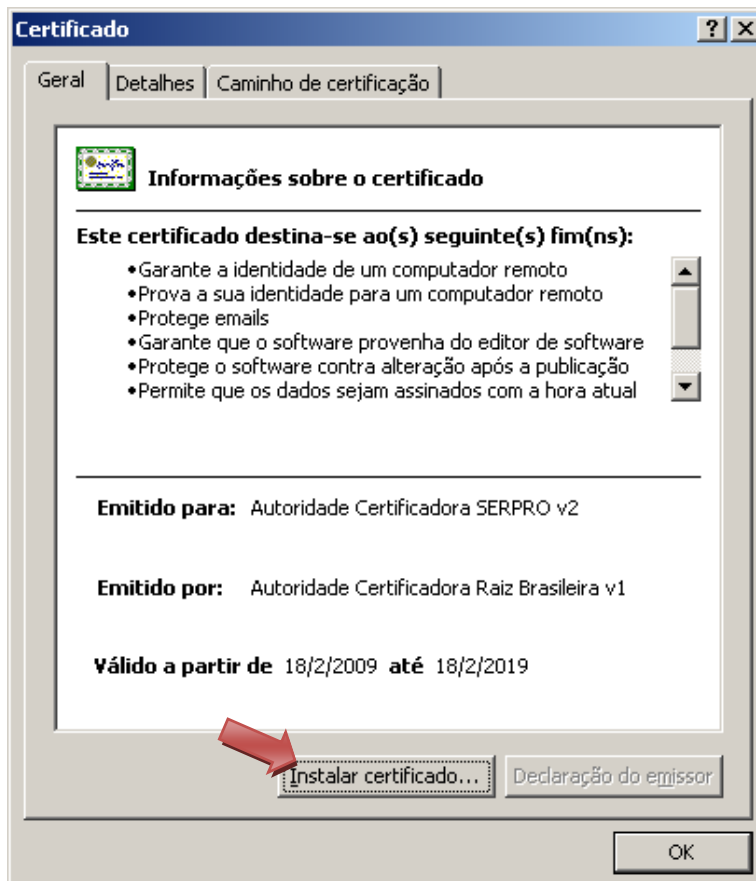 Certificado
Geral Detalhes Caminho de certificação
Informações sobre o certificado
Este certificado destina-se ao(s) seguinte(s) fim(ns):
•Garante a identidade de um computador remoto
•Prova a sua identidade para um computador remoto
•Protege emails
•Garante que o software provenha do editor de software
•Protege o software contra alteração após a publicação
•Permite que os dados sejam assinados com a hora atual
Emitido para: Autoridade Certificadora SERPRO v2
Emitido por: Autoridade Certificadora Raiz Brasileira v1
Válido a partir de 18/2/2009 até 18/2/2019
Instalar certificado... Declaração do emissor
OK